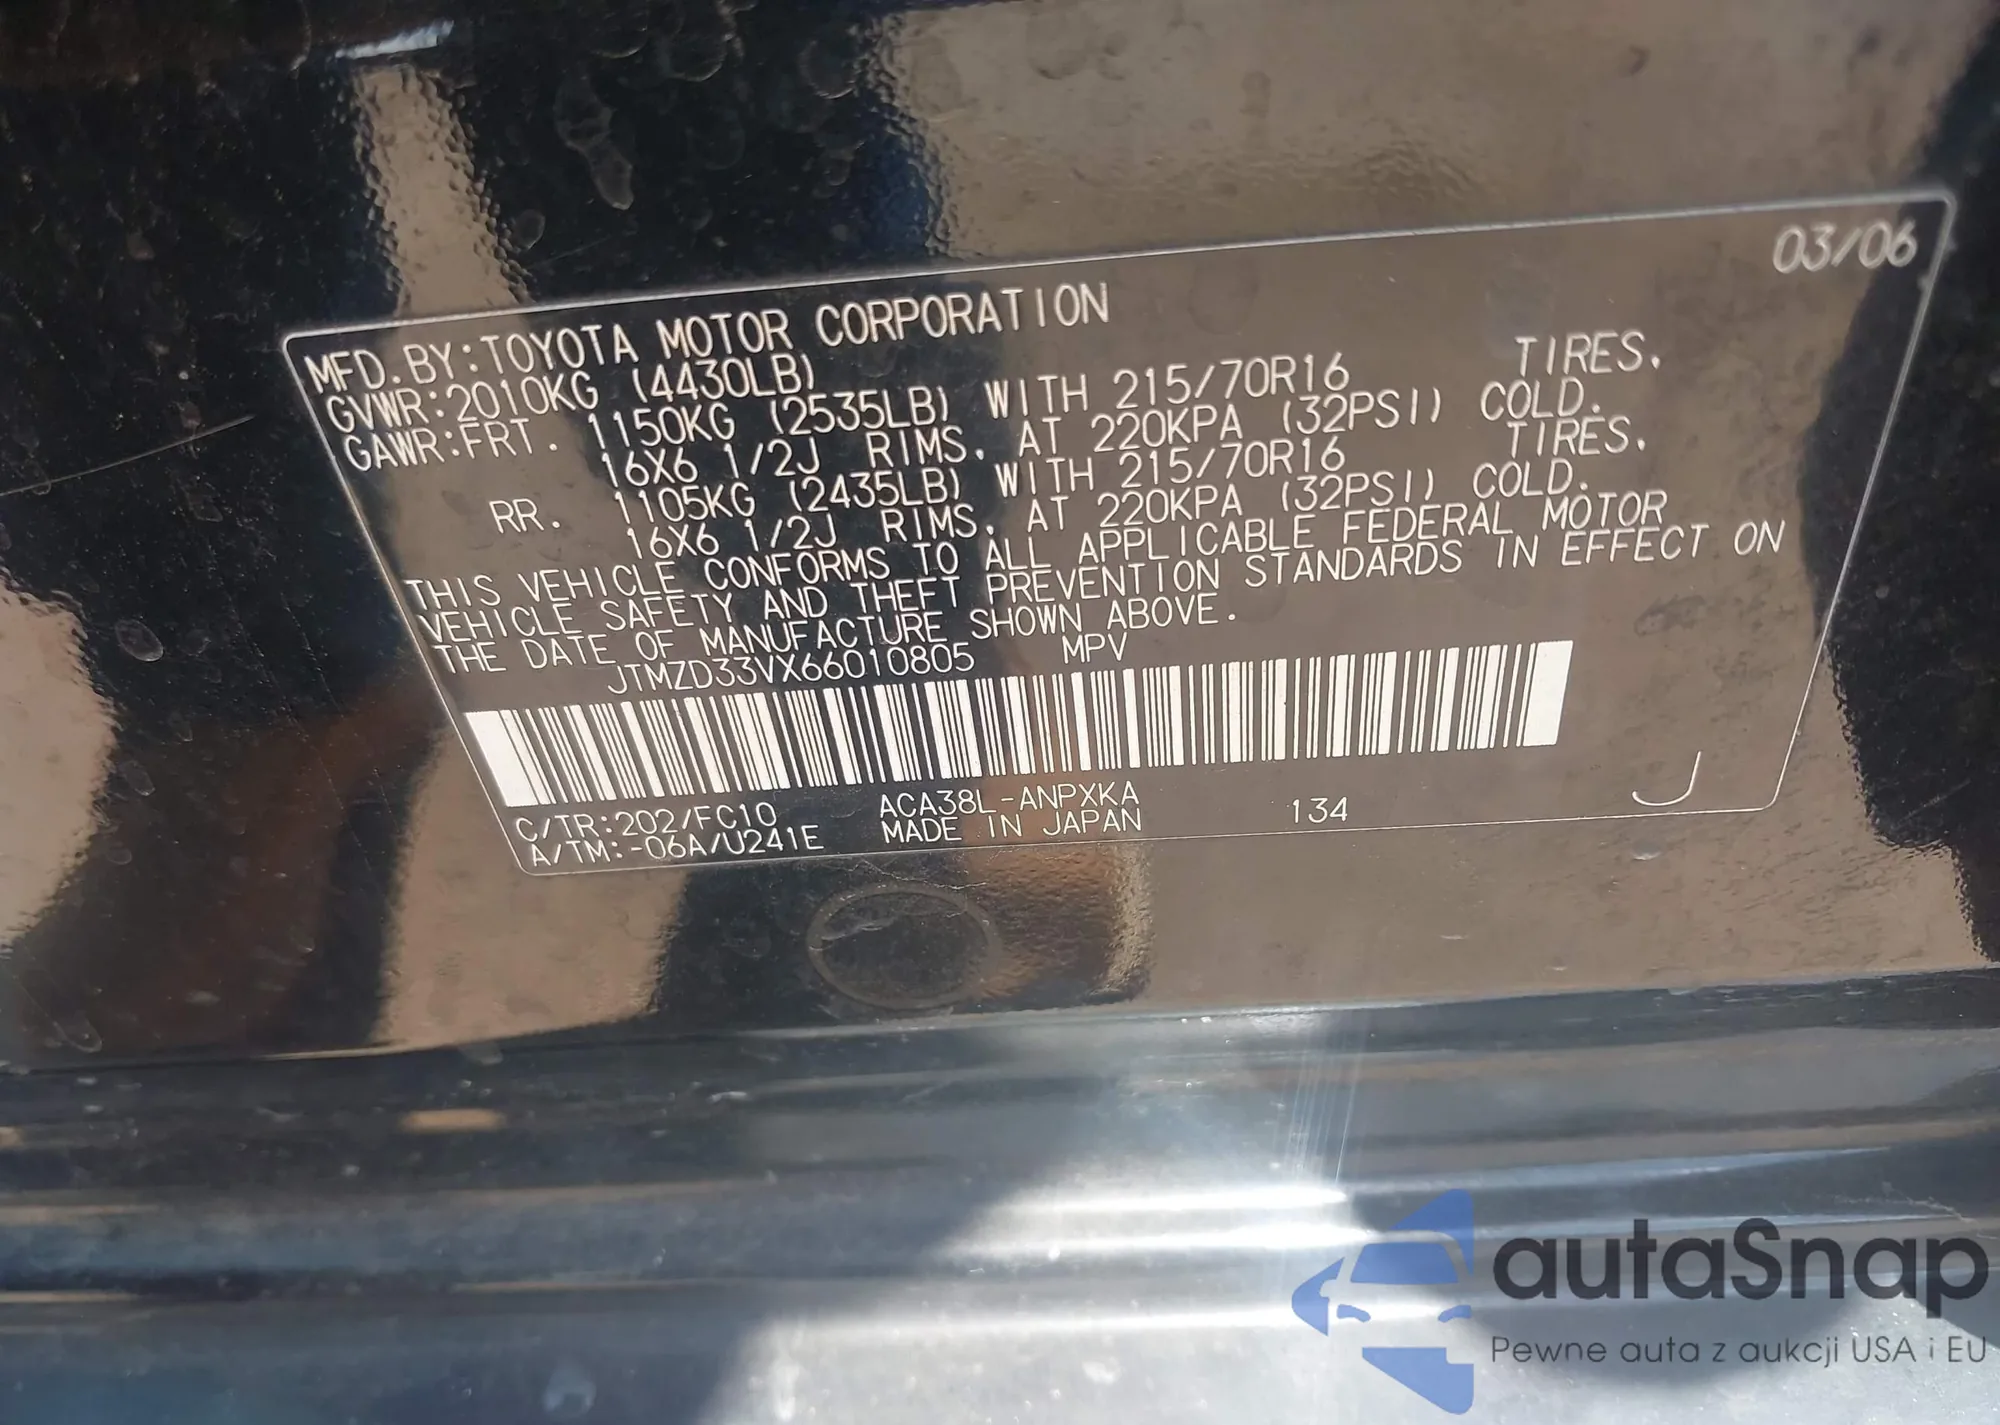 03/06
MFD.BY:TOYOTA MOTOR CORPORATION
GVWR:2010KG (4430LB)
GAWR:FRT. 1150KG (2535LB) WITH 215/70R16 TIRES,
16X6 1/2J RIMS, AT 220KPA (32PSI) COLD.
RR. 1105KG (2435LB) WITH 215/70R16 TIRES,
16X6 1/2J RIMS, AT 220KPA (32PSI) COLD.
THIS VEHICLE CONFORMS TO ALL APPLICABLE FEDERAL MOTOR
VEHICLE SAFETY AND THEFT PREVENTION STANDARDS IN EFFECT ON
THE DATE OF MANUFACTURE SHOWN ABOVE.
JTMZD33VX66010805 MPV
C/TR:202/FC10 ACA38L-ANPXKA 134 J
A/TM:-06A/U241E MADE IN JAPAN
autaSnap
Pewne auta z aukcji USA i EU